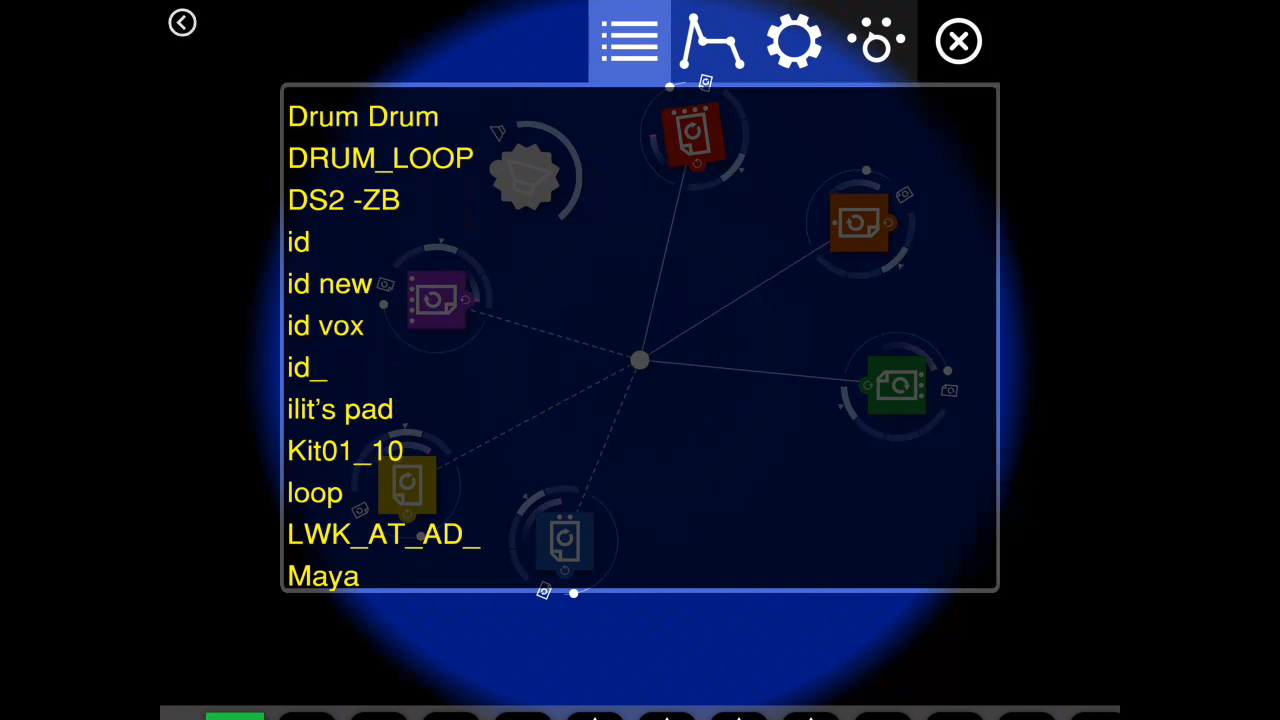 Drum Drum
DRUM_LOOP
DS2 -ZB
id
id new
id vox
id_
ilit’s pad
Kit01_10
loop
LWK_AT_AD_
Maya